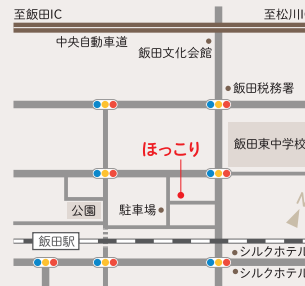 至飯田IC
至松川I
中央自動車道
飯田文化会館
飯田税務署
飯田東中学校
ほっこり
公園
駐車場
飯田駅
シルクホテル
シルクホテル